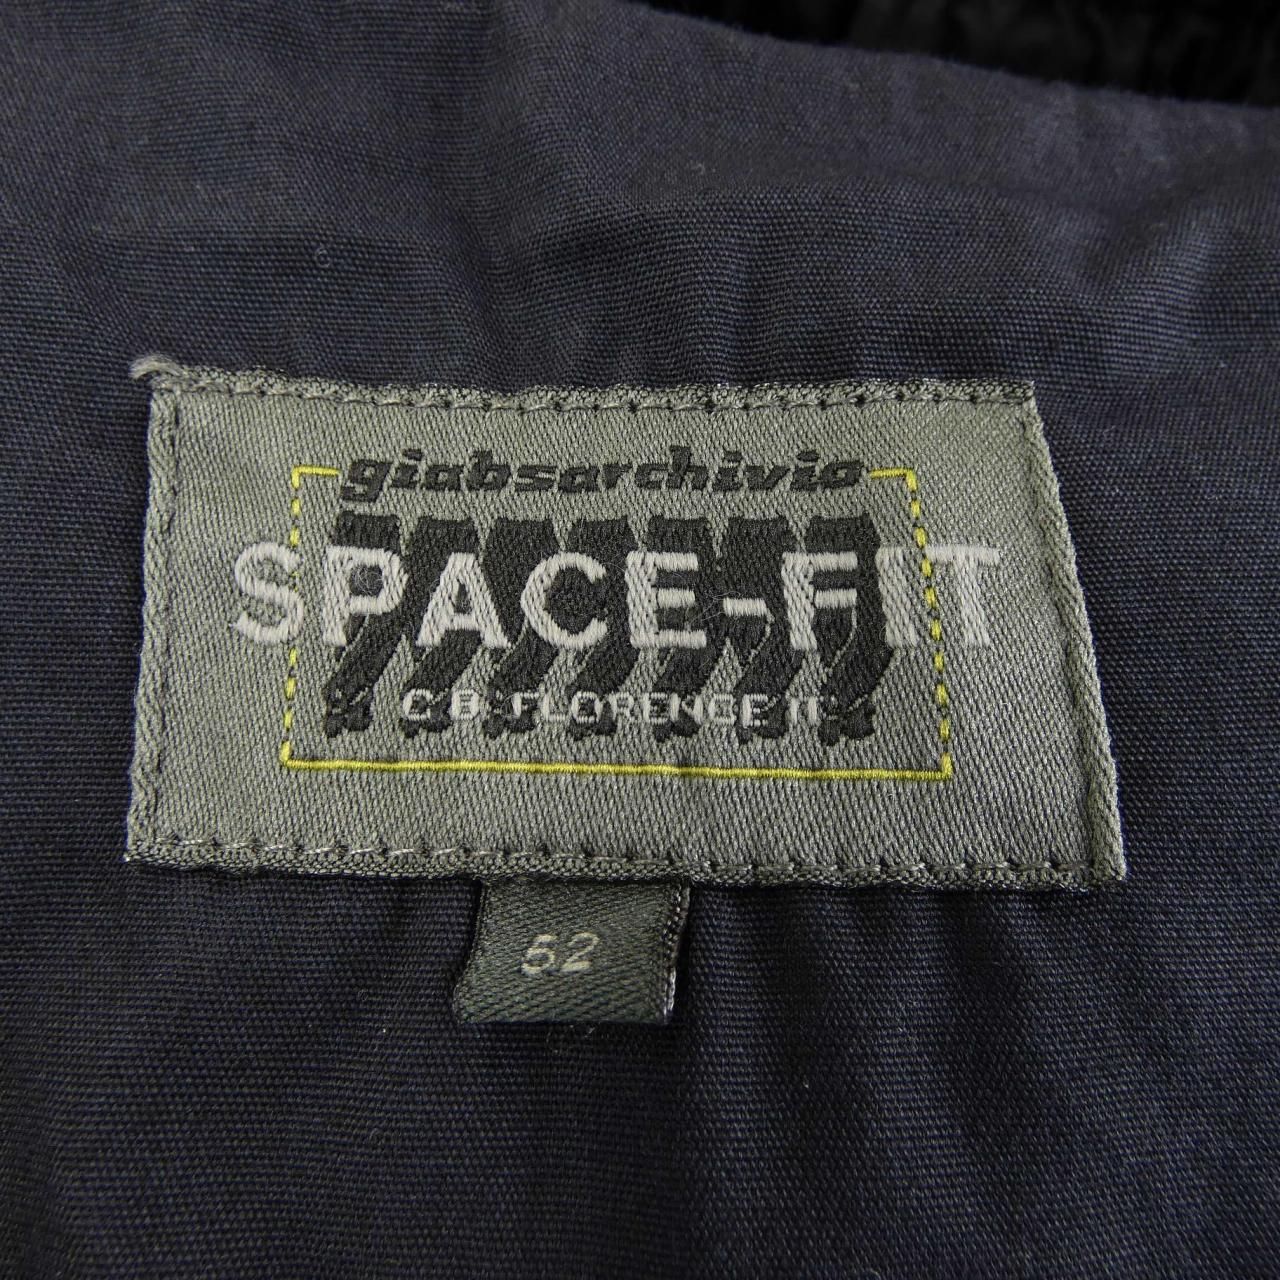 giabsarchivio
SPACE-FIT
C.B. FLORENCE IT
52